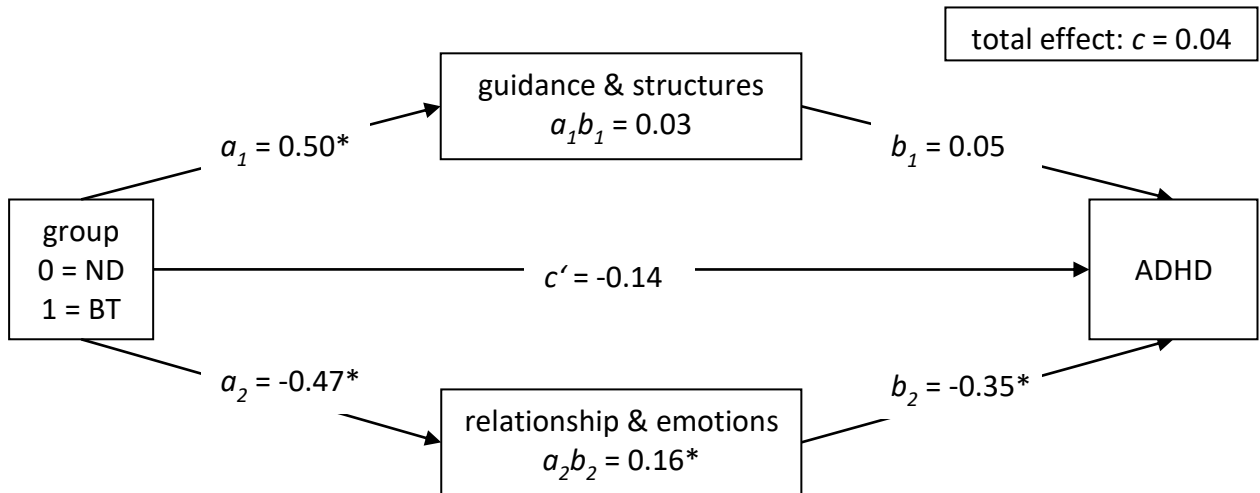 total effect: c = 0.04
guidance & structures
a₁b₁ = 0.03
a₁ = 0.50*
b₁ = 0.05
group
0 = ND
1 = BT
c‘ = -0.14
ADHD
a₂ = -0.47*
b₂ = -0.35*
relationship & emotions
a₂b₂ = 0.16*